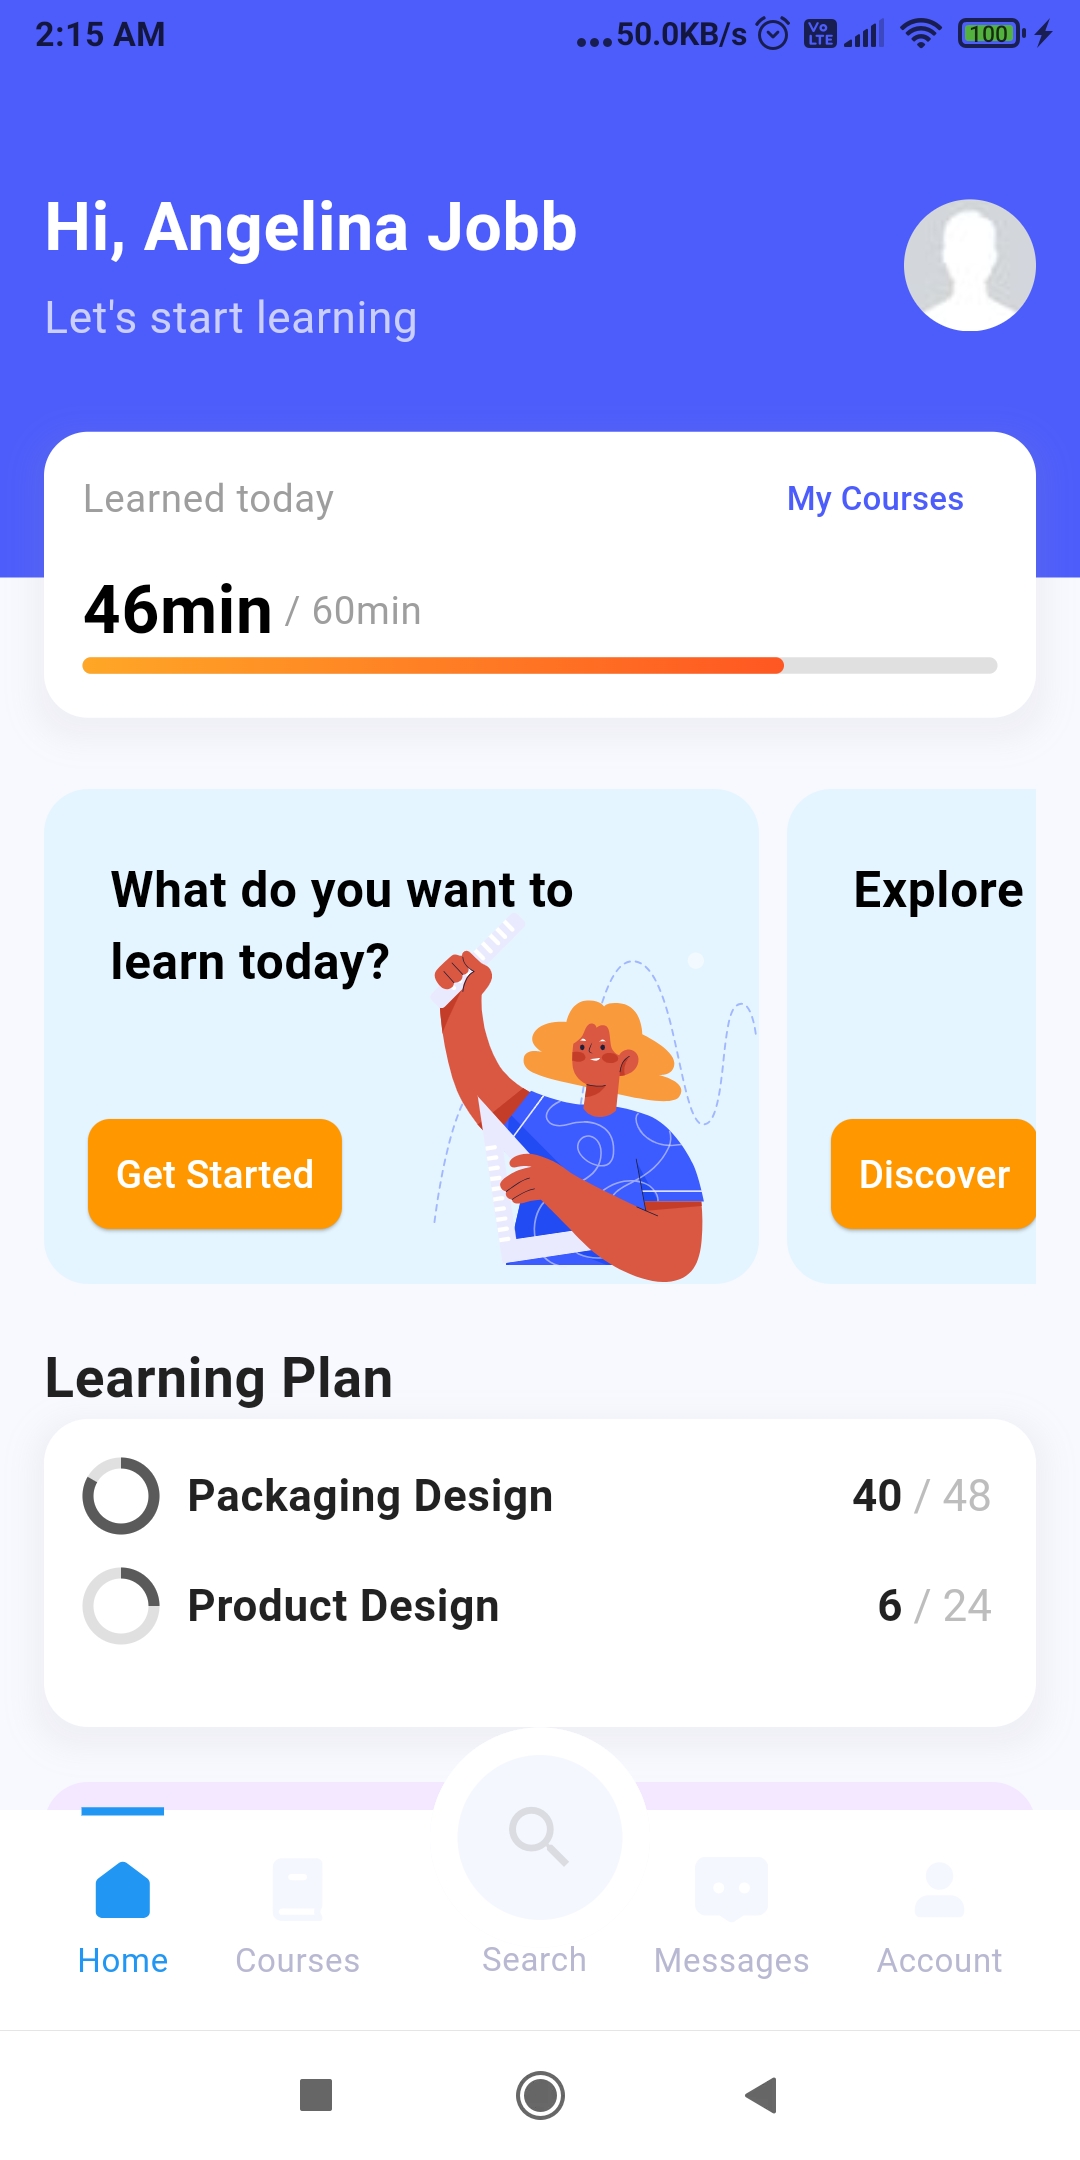 2:15 AM
...50.0KB/s Vo LTE 100
Hi, Angelina Jobb
Let's start learning
Learned today
My Courses
46min / 60min
What do you want to
learn today?
Get Started
Explore
Discover
Learning Plan
Packaging Design 40 / 48
Product Design 6 / 24
Home
Courses
Search
Messages
Account